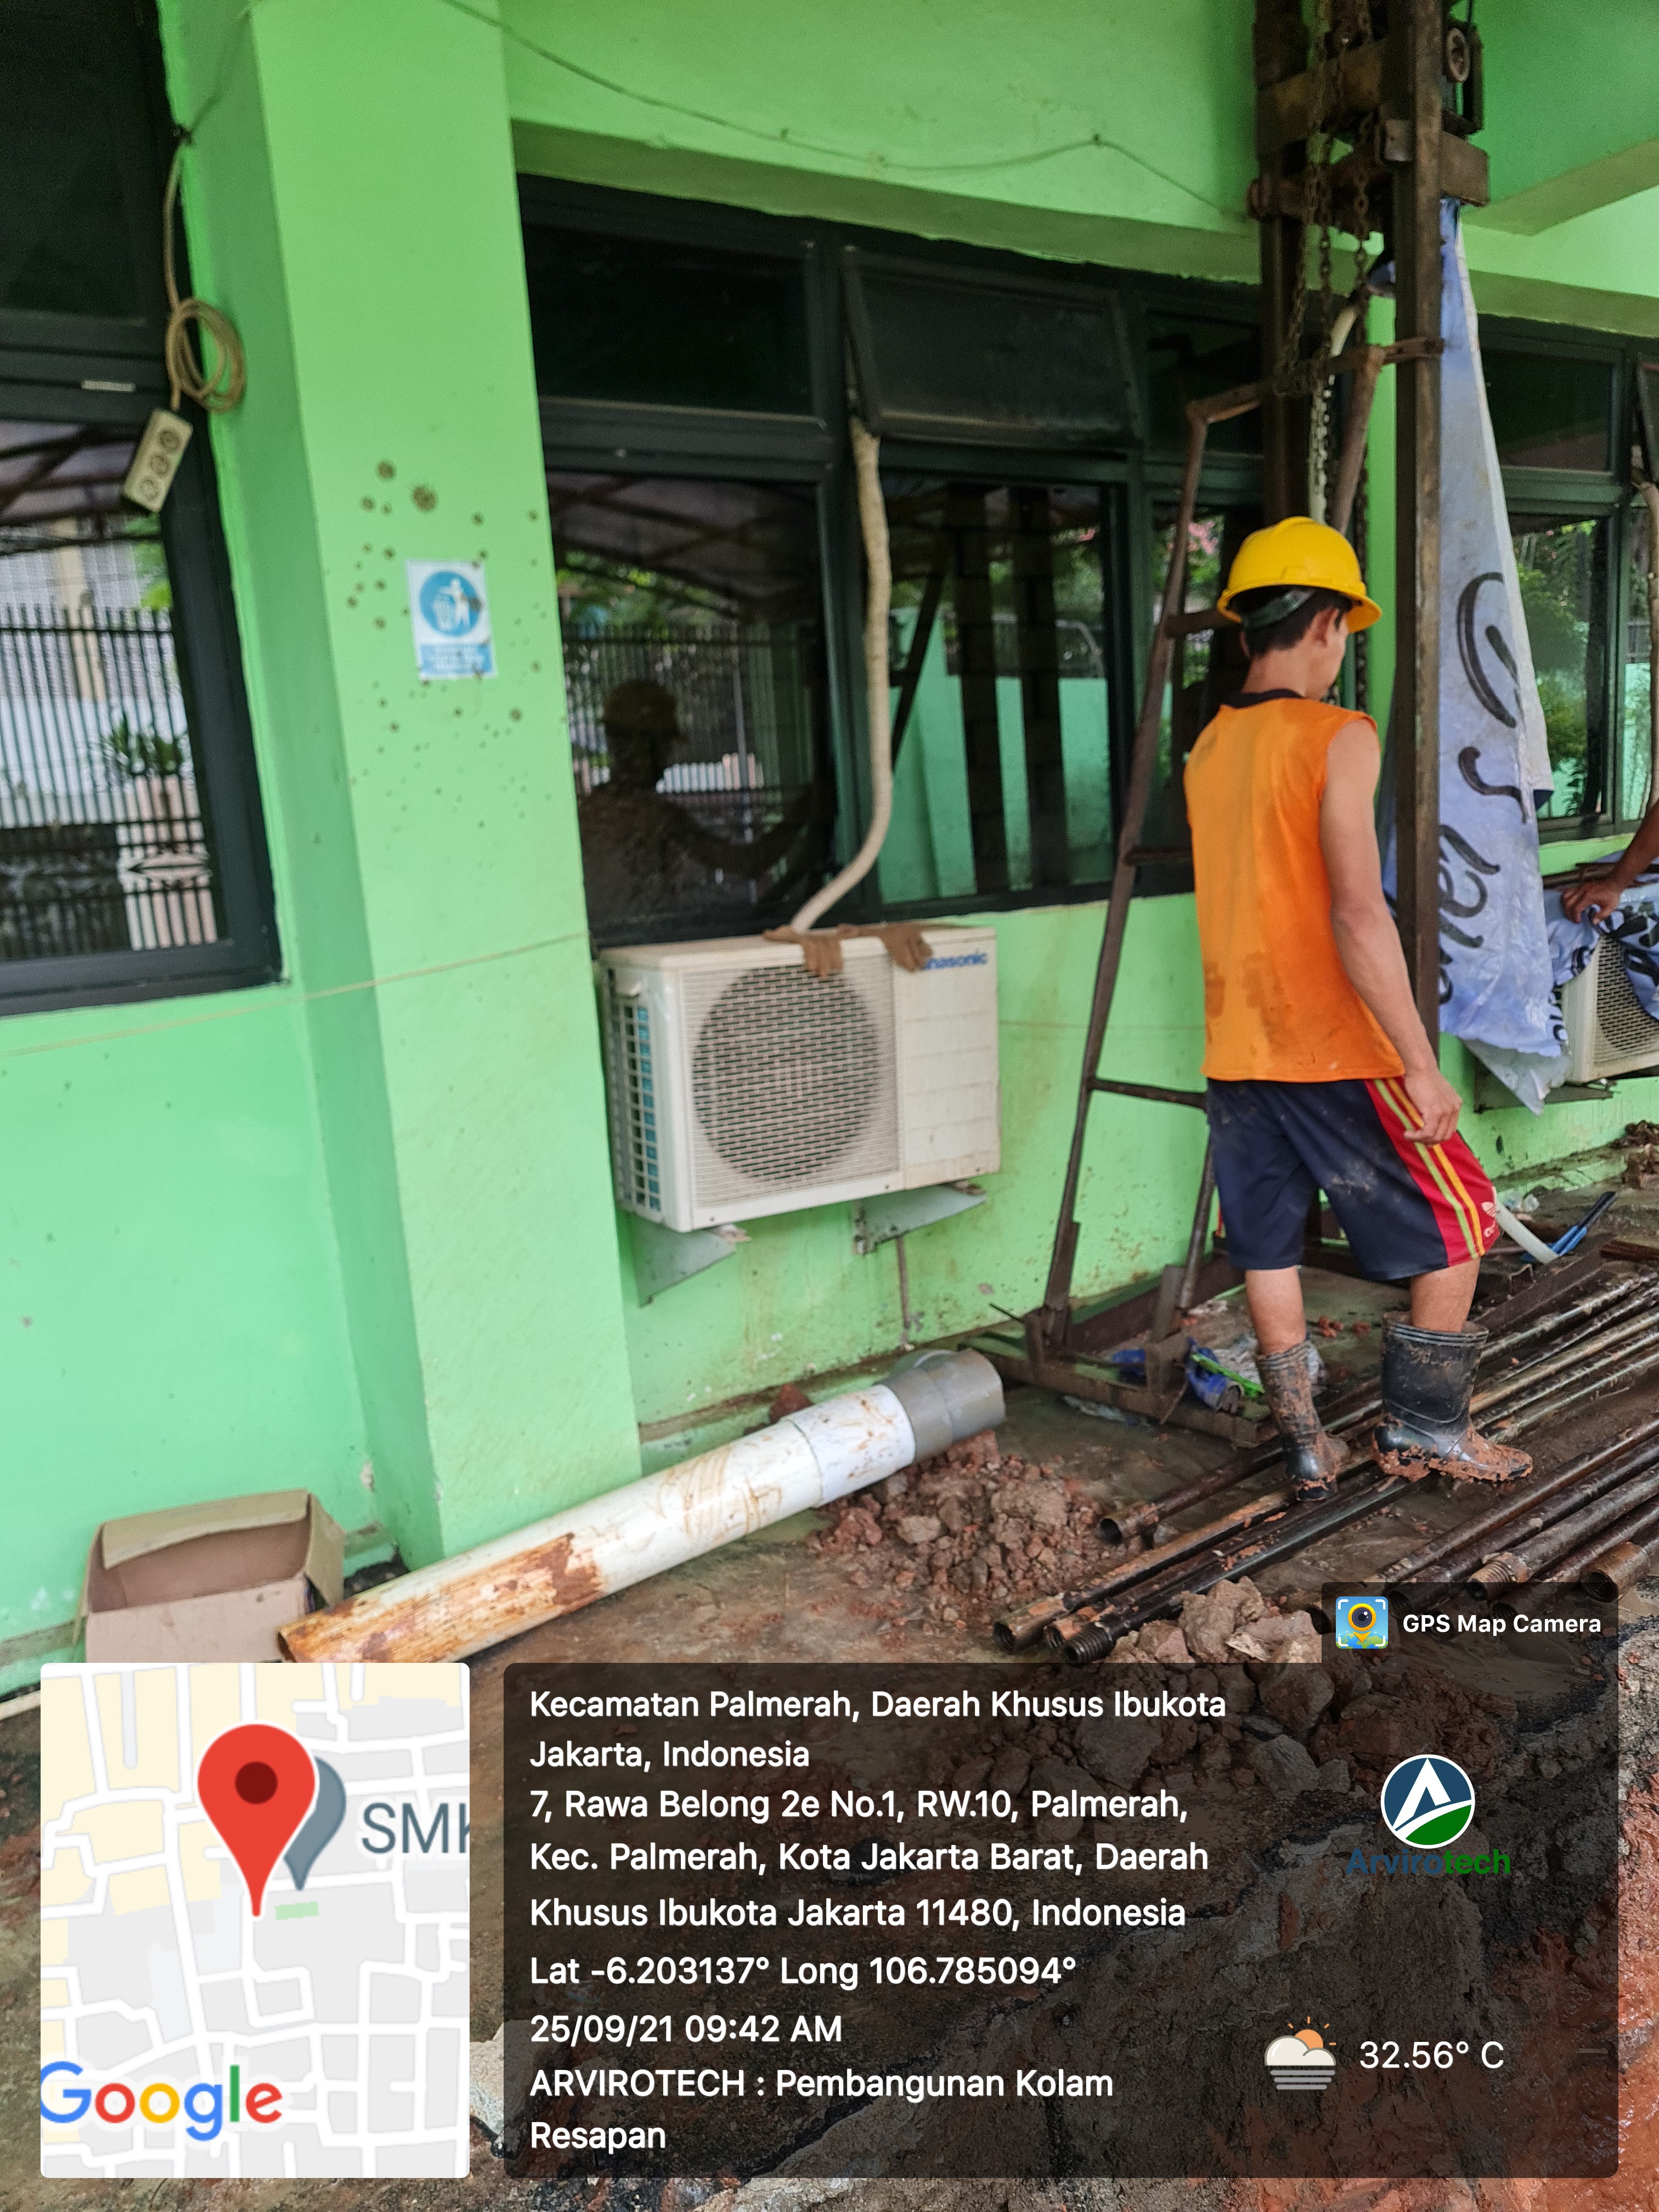 Panasonic
GPS Map Camera
Kecamatan Palmerah, Daerah Khusus Ibukota
Jakarta, Indonesia
7, Rawa Belong 2e No.1, RW.10, Palmerah,
Kec. Palmerah, Kota Jakarta Barat, Daerah
Khusus Ibukota Jakarta 11480, Indonesia
Lat -6.203137° Long 106.785094°
25/09/21 09:42 AM
ARVIROTECH : Pembangunan Kolam
Resapan
Arvirotech
32.56° C
SMK
Google